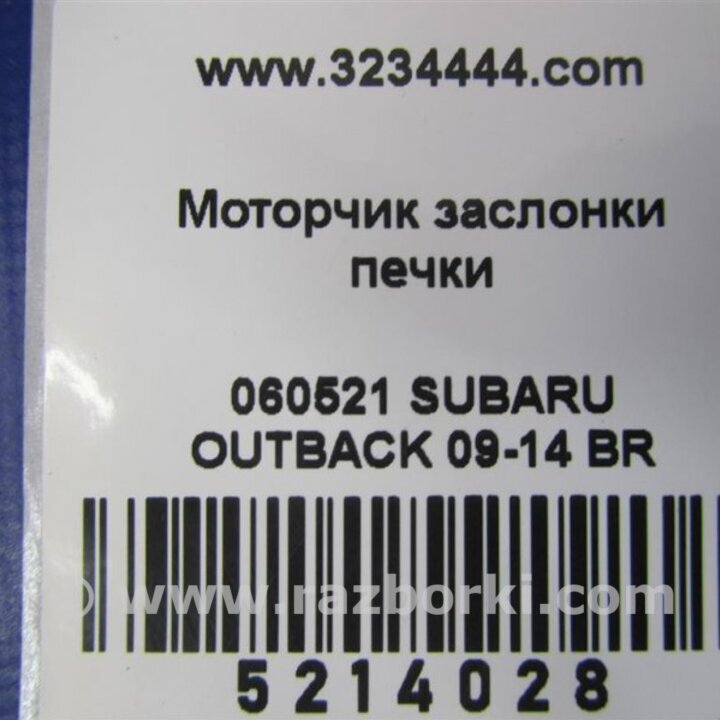 www.3234444.com
Моторчик заслонки
печки
060521 SUBARU
OUTBACK 09-14 BR
© www.razborki.com
5214028